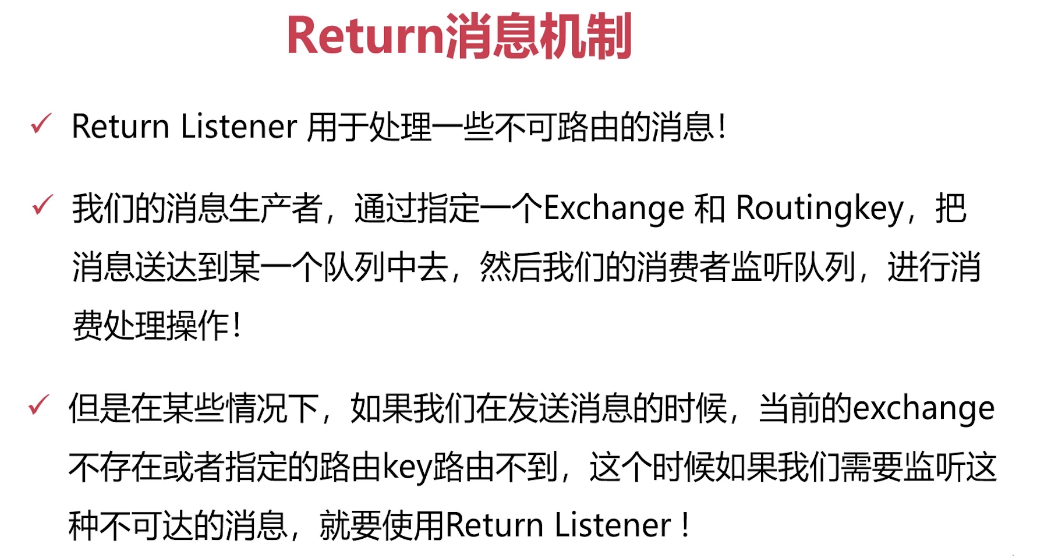 Return消息机制
✓ Return Listener 用于处理一些不可路由的消息！
✓ 我们的消息生产者，通过指定一个Exchange 和 Routingkey，把
消息送达到某一个队列中去，然后我们的消费者监听队列，进行消
费处理操作！
✓ 但是在某些情况下，如果我们在发送消息的时候，当前的exchange
不存在或者指定的路由key路由不到，这个时候如果我们需要监听这
种不可达的消息，就要使用Return Listener！